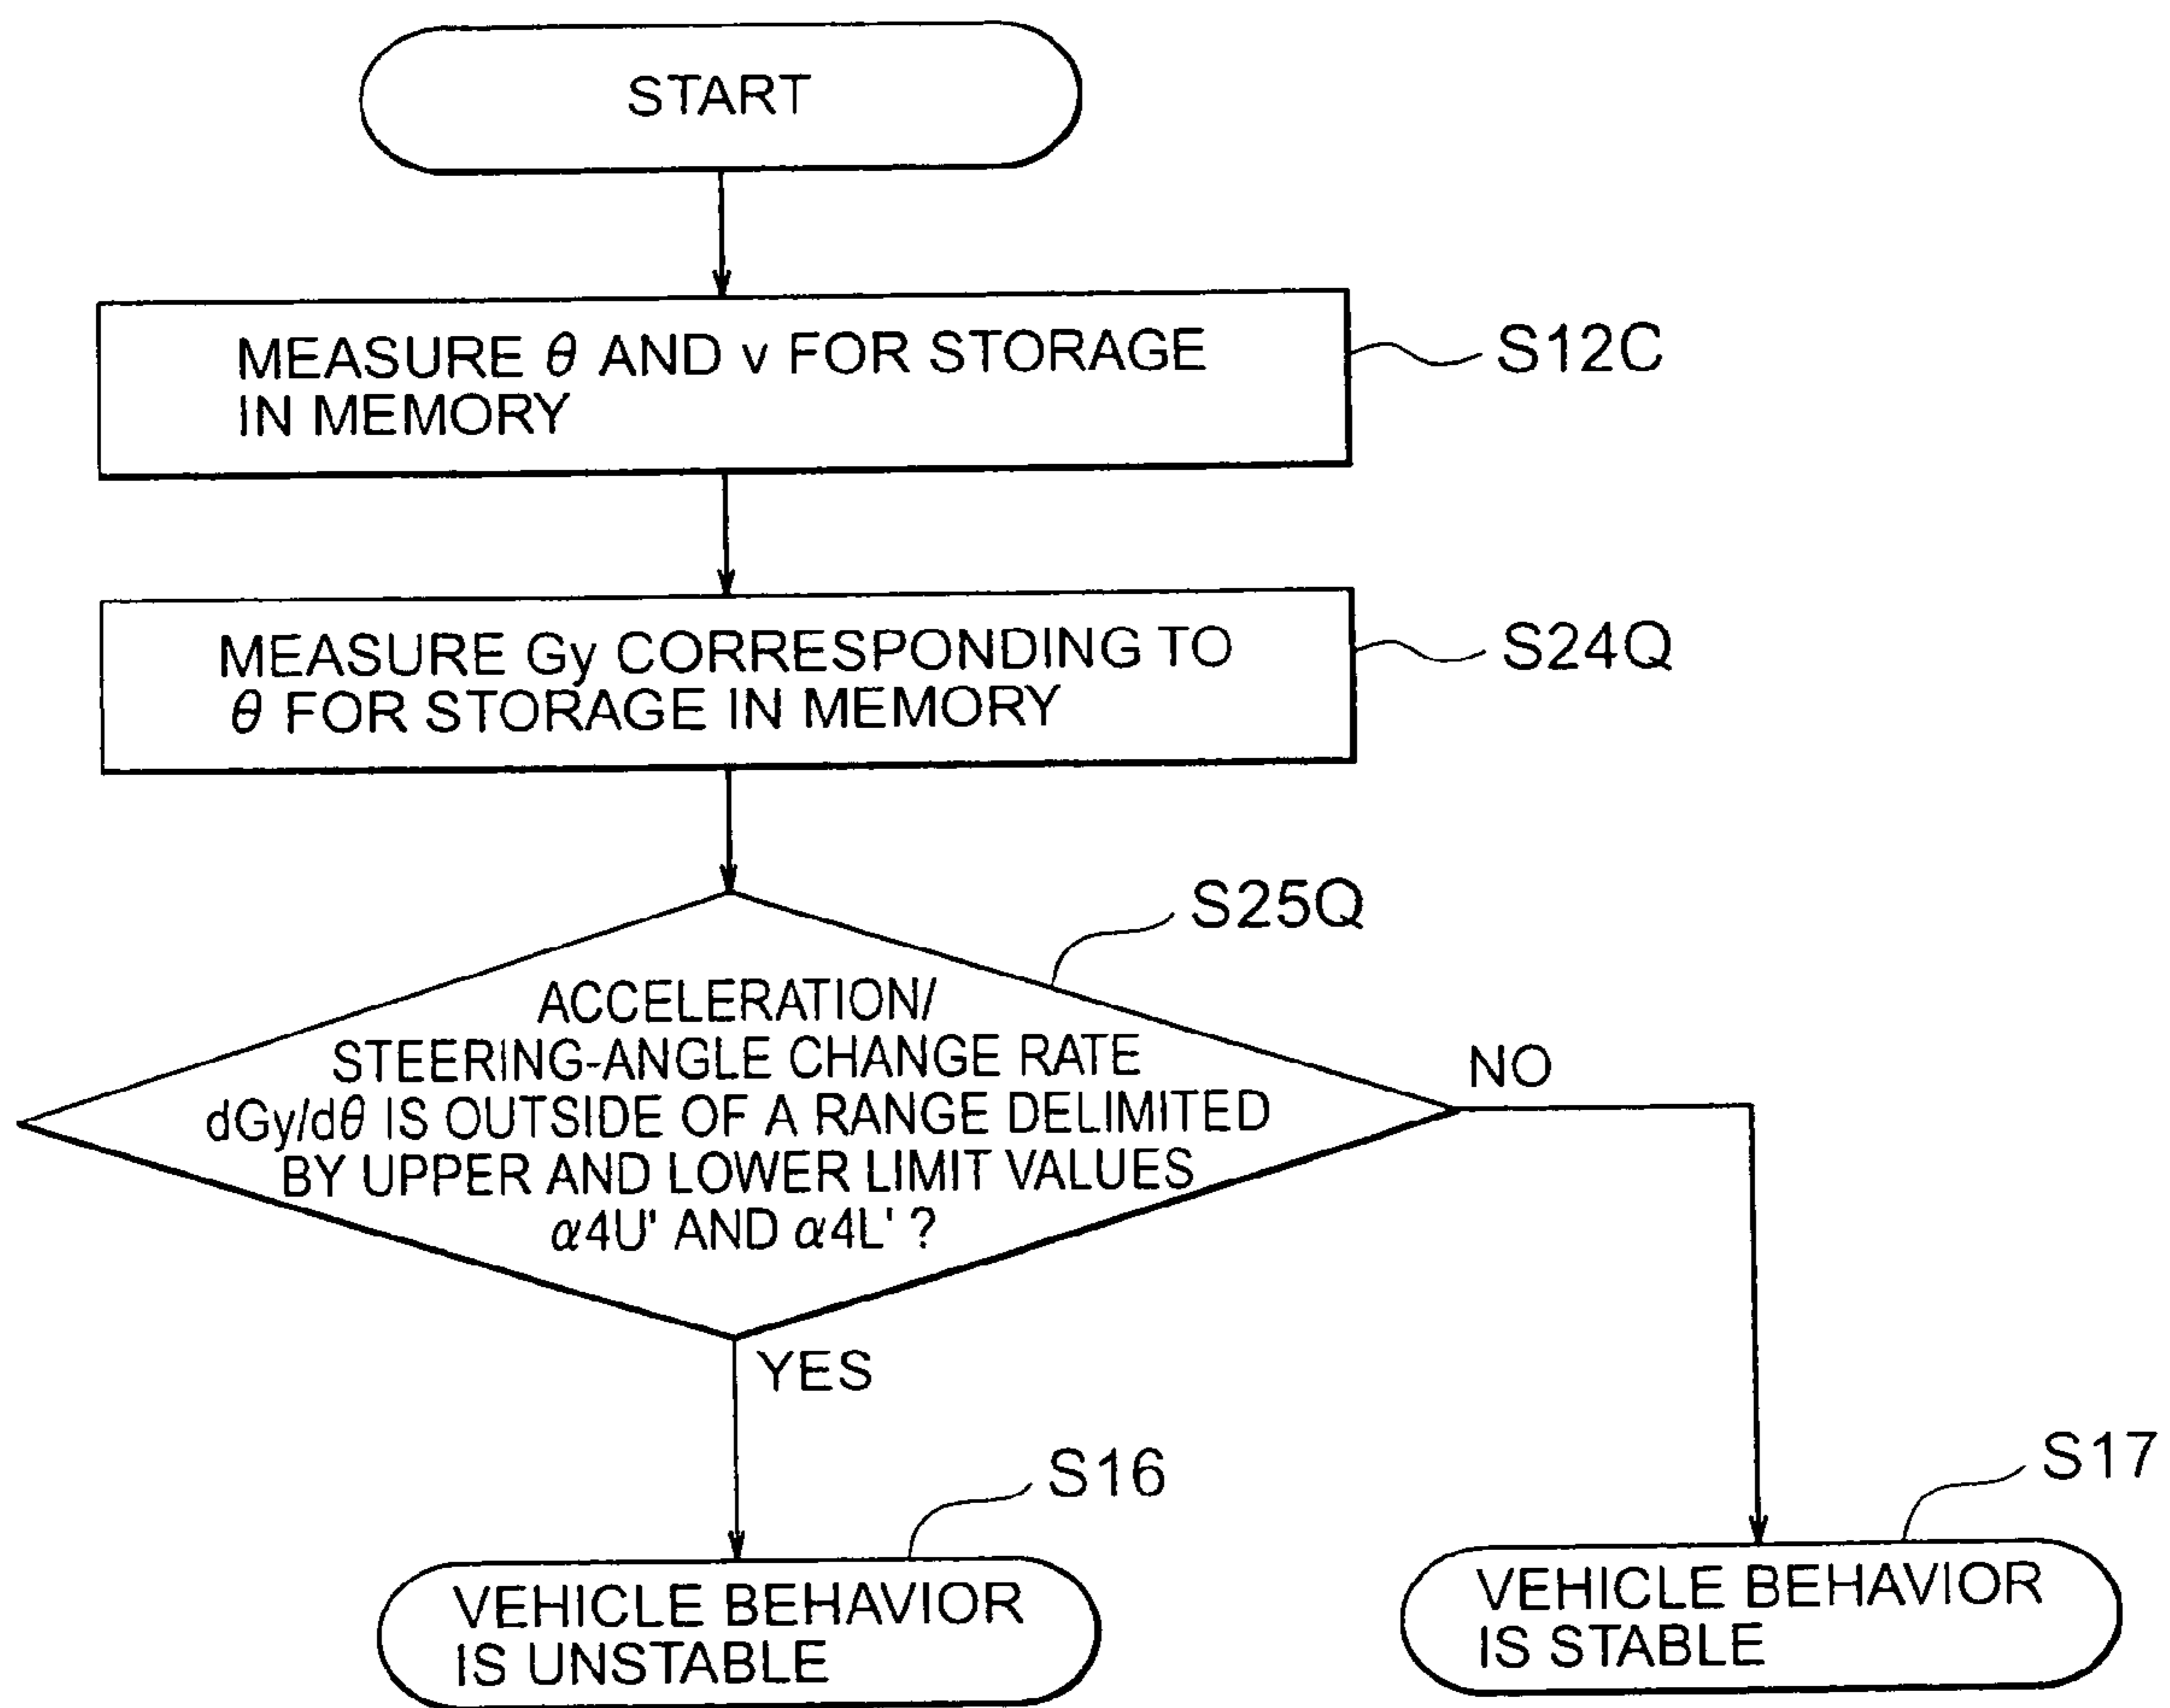 START
MEASURE θ AND v FOR STORAGE
IN MEMORY
S12C
MEASURE Gy CORRESPONDING TO
θ FOR STORAGE IN MEMORY
S24Q
S25Q
ACCELERATION/
STEERING-ANGLE CHANGE RATE
dGy/dθ IS OUTSIDE OF A RANGE DELIMITED
BY UPPER AND LOWER LIMIT VALUES
α4U' AND α4L' ?
NO
YES
S16
VEHICLE BEHAVIOR
IS UNSTABLE
S17
VEHICLE BEHAVIOR
IS STABLE